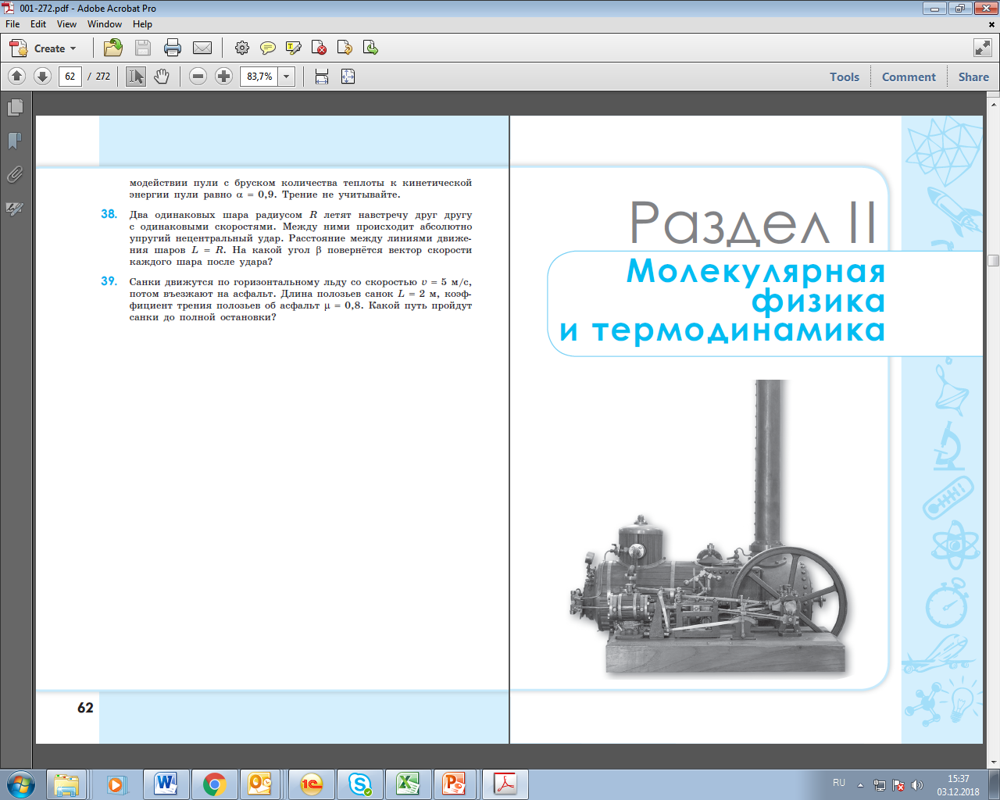 001-272.pdf - Adobe Acrobat Pro
File Edit View Window Help
Create
62 / 272 83,7% Tools Comment Share
модействии пули с бруском количества теплоты к кинетической
энергии пули равно α = 0,9. Трение не учитывайте.
38. Два одинаковых шара радиусом R летят навстречу друг другу
с одинаковыми скоростями. Между ними происходит абсолютно
упругий нецентральный удар. Расстояние между линиями движе-
ния шаров L = R. На какой угол β повернётся вектор скорости
каждого шара после удара?
39. Санки движутся по горизонтальному льду со скоростью v = 5 м/с,
потом въезжают на асфальт. Длина полозьев санок L = 2 м, коэф-
фициент трения полозьев об асфальт μ = 0,8. Какой путь пройдут
санки до полной остановки?
62
Раздел II
Молекулярная
физика
и термодинамика
RU
15:37
03.12.2018